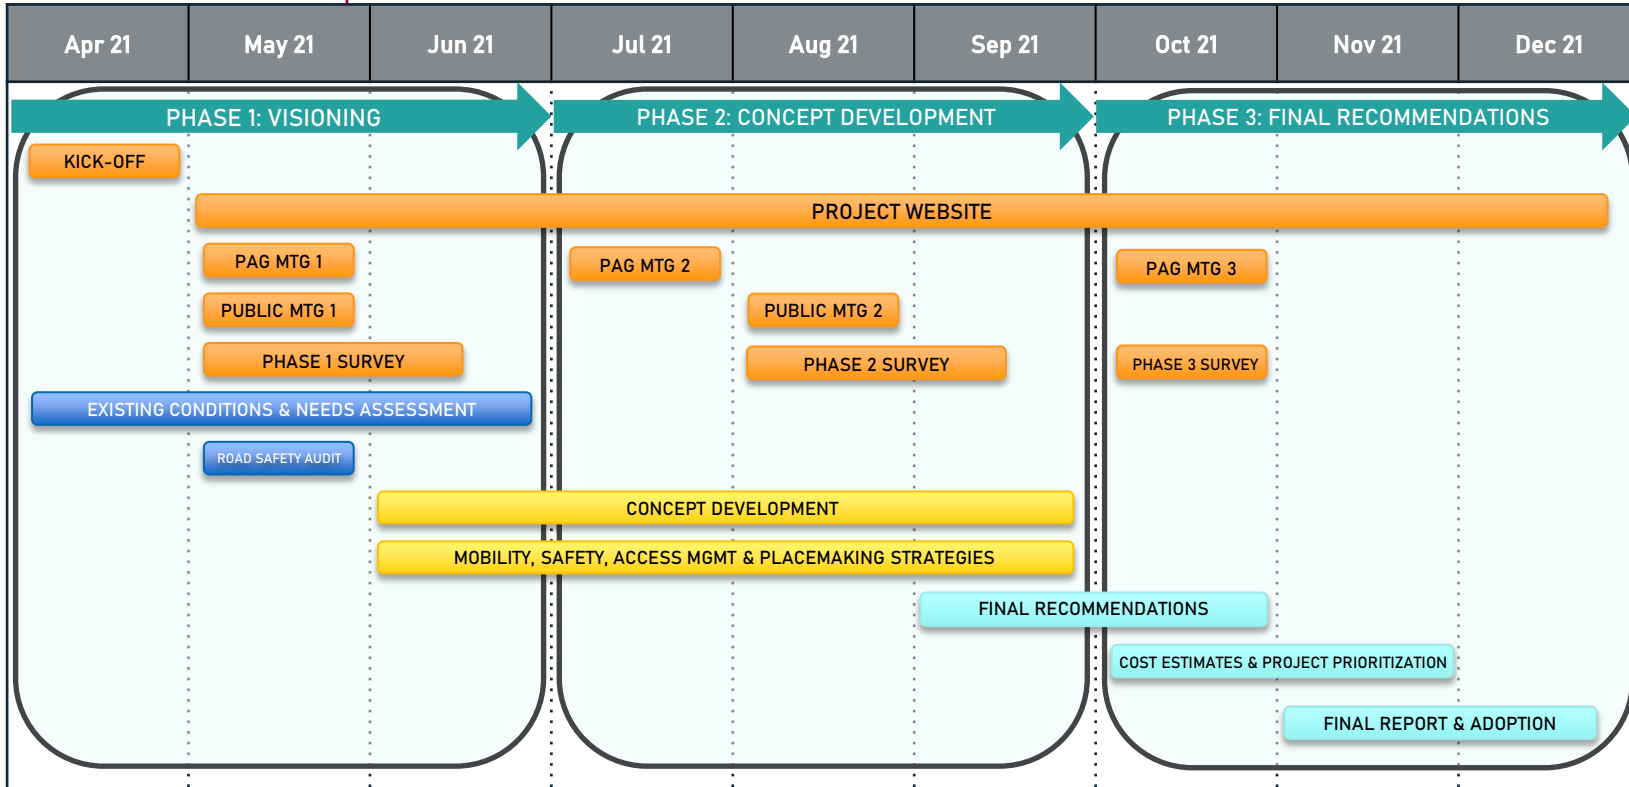 Apr 21
May 21
Jun 21
Jul 21
Aug 21
Sep 21
Oct 21
Nov 21
Dec 21
PHASE 1: VISIONING
PHASE 2: CONCEPT DEVELOPMENT
PHASE 3: FINAL RECOMMENDATIONS
KICK-OFF
PROJECT WEBSITE
PAG MTG 1
PAG MTG 2
PAG MTG 3
PUBLIC MTG 1
PUBLIC MTG 2
PHASE 1 SURVEY
PHASE 2 SURVEY
PHASE 3 SURVEY
EXISTING CONDITIONS & NEEDS ASSESSMENT
ROAD SAFETY AUDIT
CONCEPT DEVELOPMENT
MOBILITY, SAFETY, ACCESS MGMT & PLACEMAKING STRATEGIES
FINAL RECOMMENDATIONS
COST ESTIMATES & PROJECT PRIORITIZATION
FINAL REPORT & ADOPTION